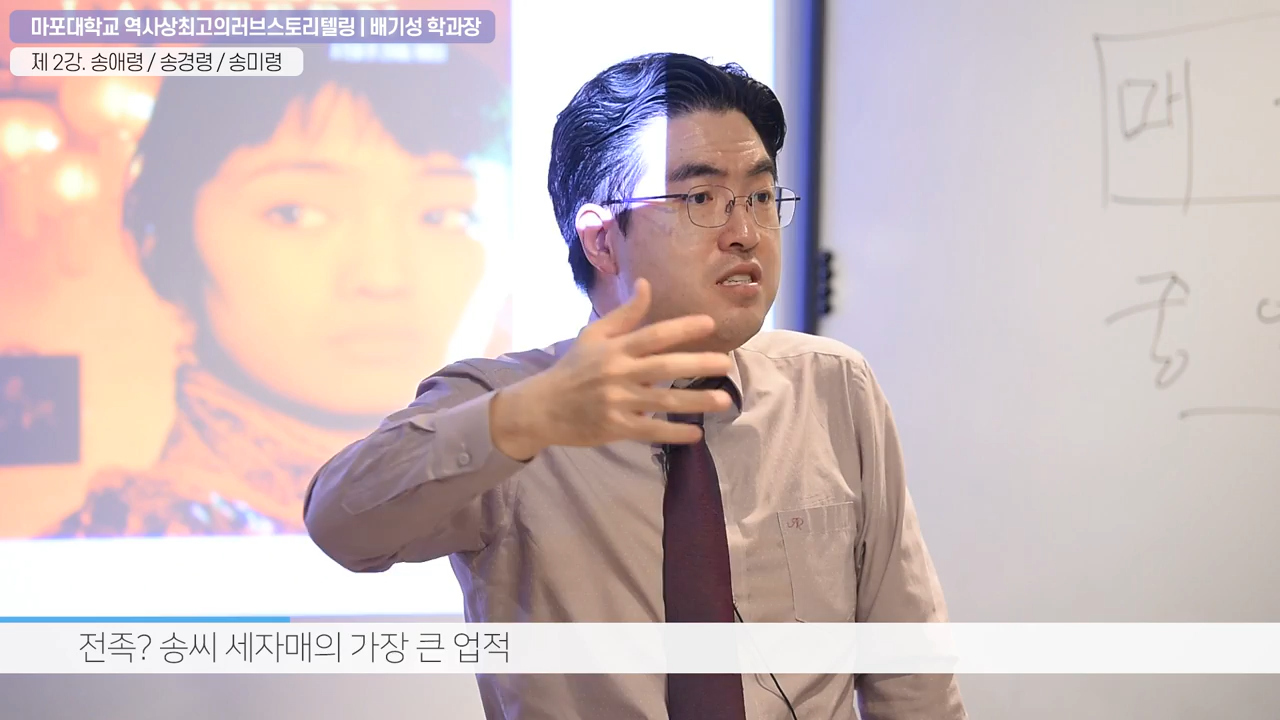 마포대학교 역사상최고의러브스토리텔링 | 배기성 학과장
제 2강. 송애령 / 송경령 / 송미령
매
중
전족? 송씨 세자매의 가장 큰 업적